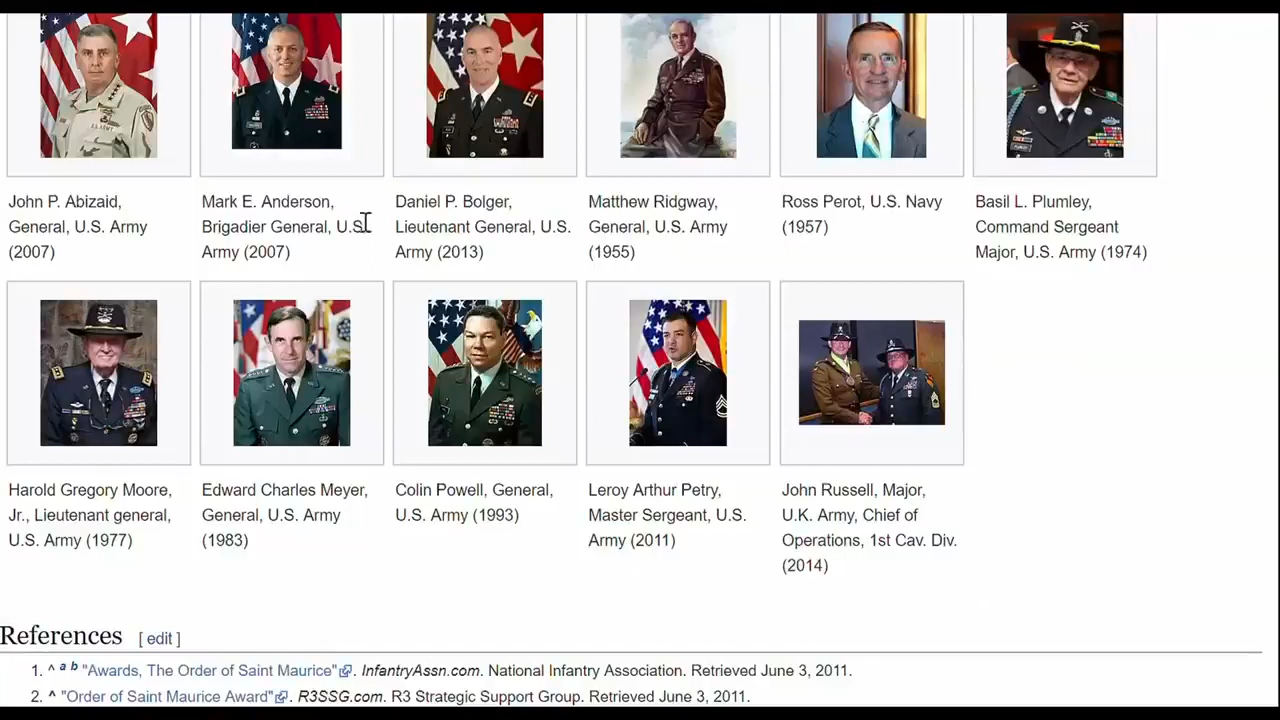 John P. Abizaid,
General, U.S. Army
(2007)
Mark E. Anderson,
Brigadier General, U.S.
Army (2007)
Daniel P. Bolger,
Lieutenant General, U.S.
Army (2013)
Matthew Ridgway,
General, U.S. Army
(1955)
Ross Perot, U.S. Navy
(1957)
Basil L. Plumley,
Command Sergeant
Major, U.S. Army (1974)
Harold Gregory Moore,
Jr., Lieutenant general,
U.S. Army (1977)
Edward Charles Meyer,
General, U.S. Army
(1983)
Colin Powell, General,
U.S. Army (1993)
Leroy Arthur Petry,
Master Sergeant, U.S.
Army (2011)
John Russell, Major,
U.K. Army, Chief of
Operations, 1st Cav. Div.
(2014)
References [ edit ]
1. ^ a b "Awards, The Order of Saint Maurice". InfantryAssn.com. National Infantry Association. Retrieved June 3, 2011.
2. ^ "Order of Saint Maurice Award". R3SSG.com. R3 Strategic Support Group. Retrieved June 3, 2011.